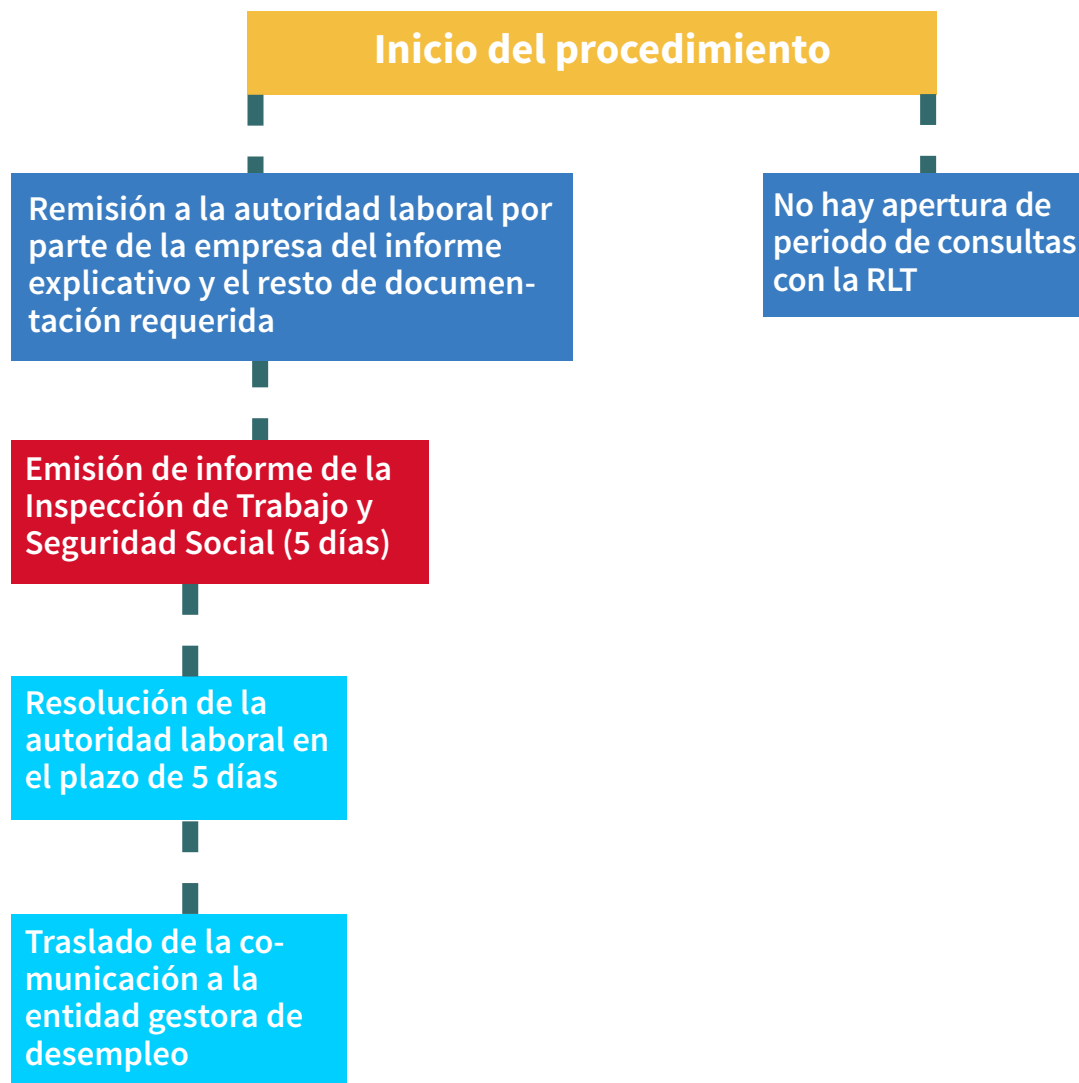 Inicio del procedimiento
Remisión a la autoridad laboral por
parte de la empresa del informe
explicativo y el resto de documen-
tación requerida
No hay apertura de
periodo de consultas
con la RLT
Emisión de informe de la
Inspección de Trabajo y
Seguridad Social (5 días)
Resolución de la
autoridad laboral en
el plazo de 5 días
Traslado de la co-
municación a la
entidad gestora de
desempleo